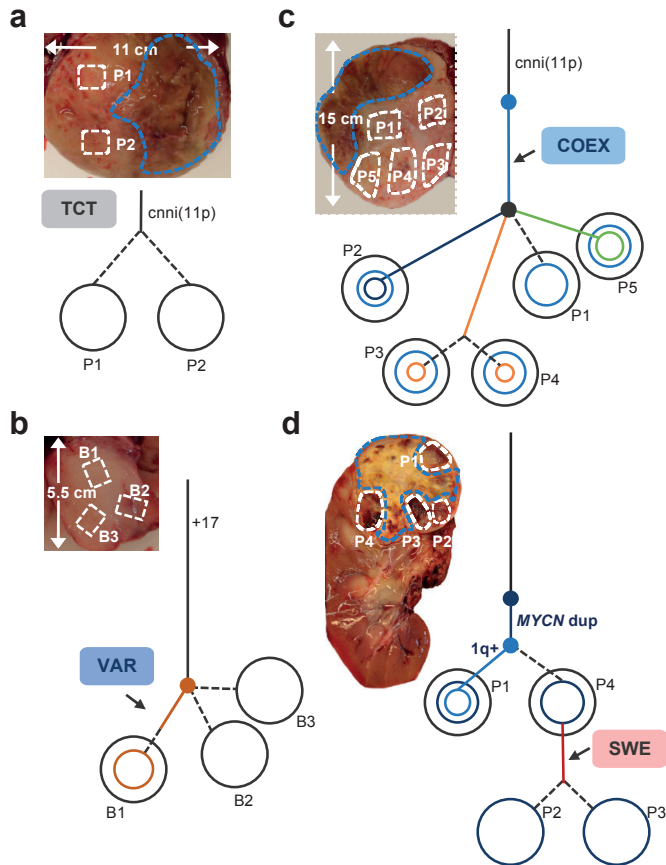 a
11 cm
P1
P2
TCT
cnni(11p)
P1
P2
b
B1
5.5 cm
B2
B3
+17
VAR
B3
B2
B1
c
15 cm
P1
P2
P3
P4
P5
cnni(11p)
COEX
P2
P5
P1
P3
P4
d
P1
P4
P3
P2
MYCN dup
1q+
P1
P4
SWE
P2
P3